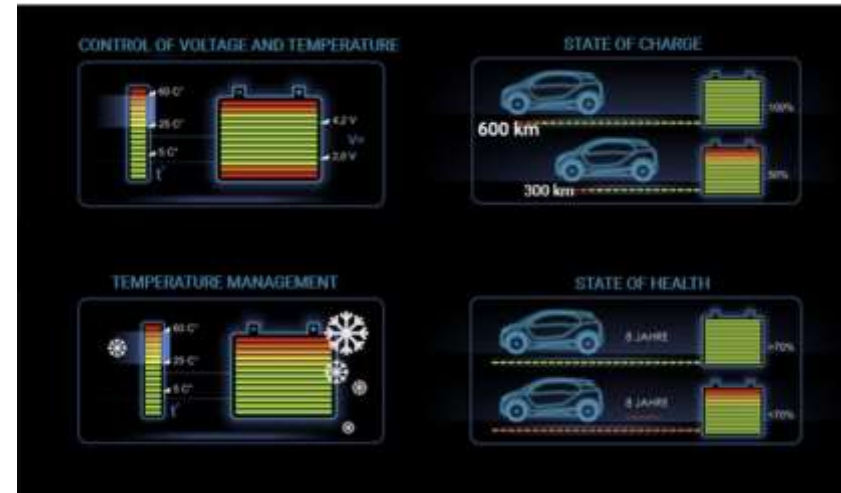 CONTROL OF VOLTAGE AND TEMPERATURE
60 C°
25 C°
5 C°
t°
4,2 V
V=
2,8 V
STATE OF CHARGE
600 km
100%
300 km
50%
TEMPERATURE MANAGEMENT
60 C°
25 C°
5 C°
t°
STATE OF HEALTH
8 JAHRE
>70%
8 JAHRE
<70%